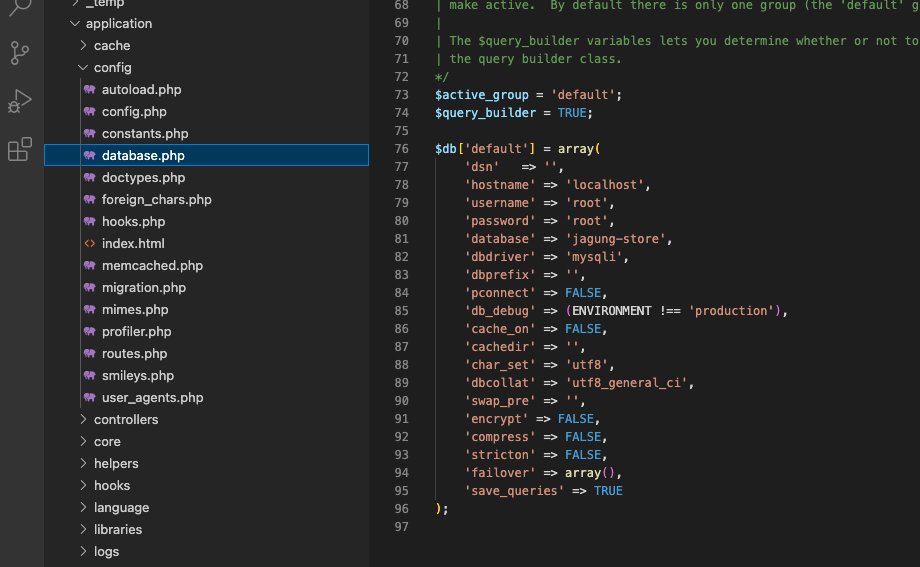 _temp
application
cache
config
autoload.php
config.php
constants.php
database.php
doctypes.php
foreign_chars.php
hooks.php
index.html
memcached.php
migration.php
mimes.php
profiler.php
routes.php
smileys.php
user_agents.php
controllers
core
helpers
hooks
language
libraries
logs
68 | make active.  By default there is only one group (the 'default' g
69 |
70 | The $query_builder variables lets you determine whether or not to
71 | the query builder class.
72 */
73 $active_group = 'default';
74 $query_builder = TRUE;
75
76 $db['default'] = array(
77     'dsn'   => '',
78     'hostname' => 'localhost',
79     'username' => 'root',
80     'password' => 'root',
81     'database' => 'jagung-store',
82     'dbdriver' => 'mysqli',
83     'dbprefix' => '',
84     'pconnect' => FALSE,
85     'db_debug' => (ENVIRONMENT !== 'production'),
86     'cache_on' => FALSE,
87     'cachedir' => '',
88     'char_set' => 'utf8',
89     'dbcollat' => 'utf8_general_ci',
90     'swap_pre' => '',
91     'encrypt' => FALSE,
92     'compress' => FALSE,
93     'stricton' => FALSE,
94     'failover' => array(),
95     'save_queries' => TRUE
96 );
97